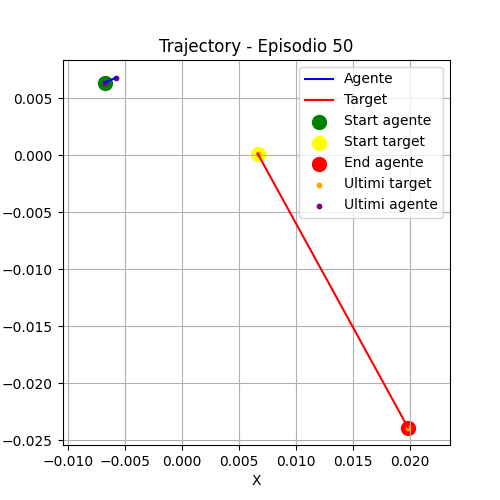 Trajectory - Episodio 50
Agente
Target
Start agente
Start target
End agente
Ultimi target
Ultimi agente
0.005
0.000
−0.005
−0.010
−0.015
−0.020
−0.025
−0.010 −0.005 0.000 0.005 0.010 0.015 0.020
X